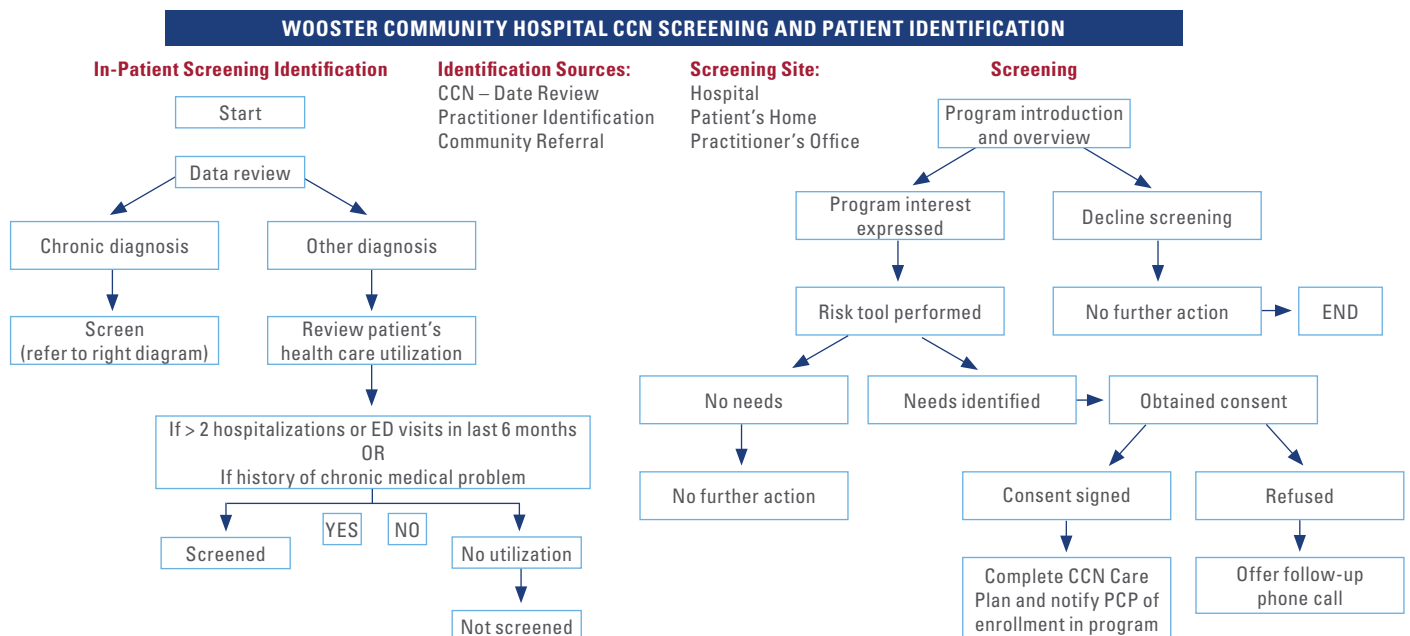 WOOSTER COMMUNITY HOSPITAL CCN SCREENING AND PATIENT IDENTIFICATION
In-Patient Screening Identification
Start
Data review
Chronic diagnosis
Other diagnosis
Screen
(refer to right diagram)
Review patient's
health care utilization
If > 2 hospitalizations or ED visits in last 6 months
OR
If history of chronic medical problem
YES
NO
Screened
No utilization
Not screened
Identification Sources:
CCN – Date Review
Practitioner Identification
Community Referral
Screening Site:
Hospital
Patient's Home
Practitioner's Office
Screening
Program introduction
and overview
Program interest
expressed
Decline screening
Risk tool performed
No further action
END
No needs
Needs identified
Obtained consent
No further action
Consent signed
Refused
Complete CCN Care
Plan and notify PCP of
enrollment in program
Offer follow-up
phone call